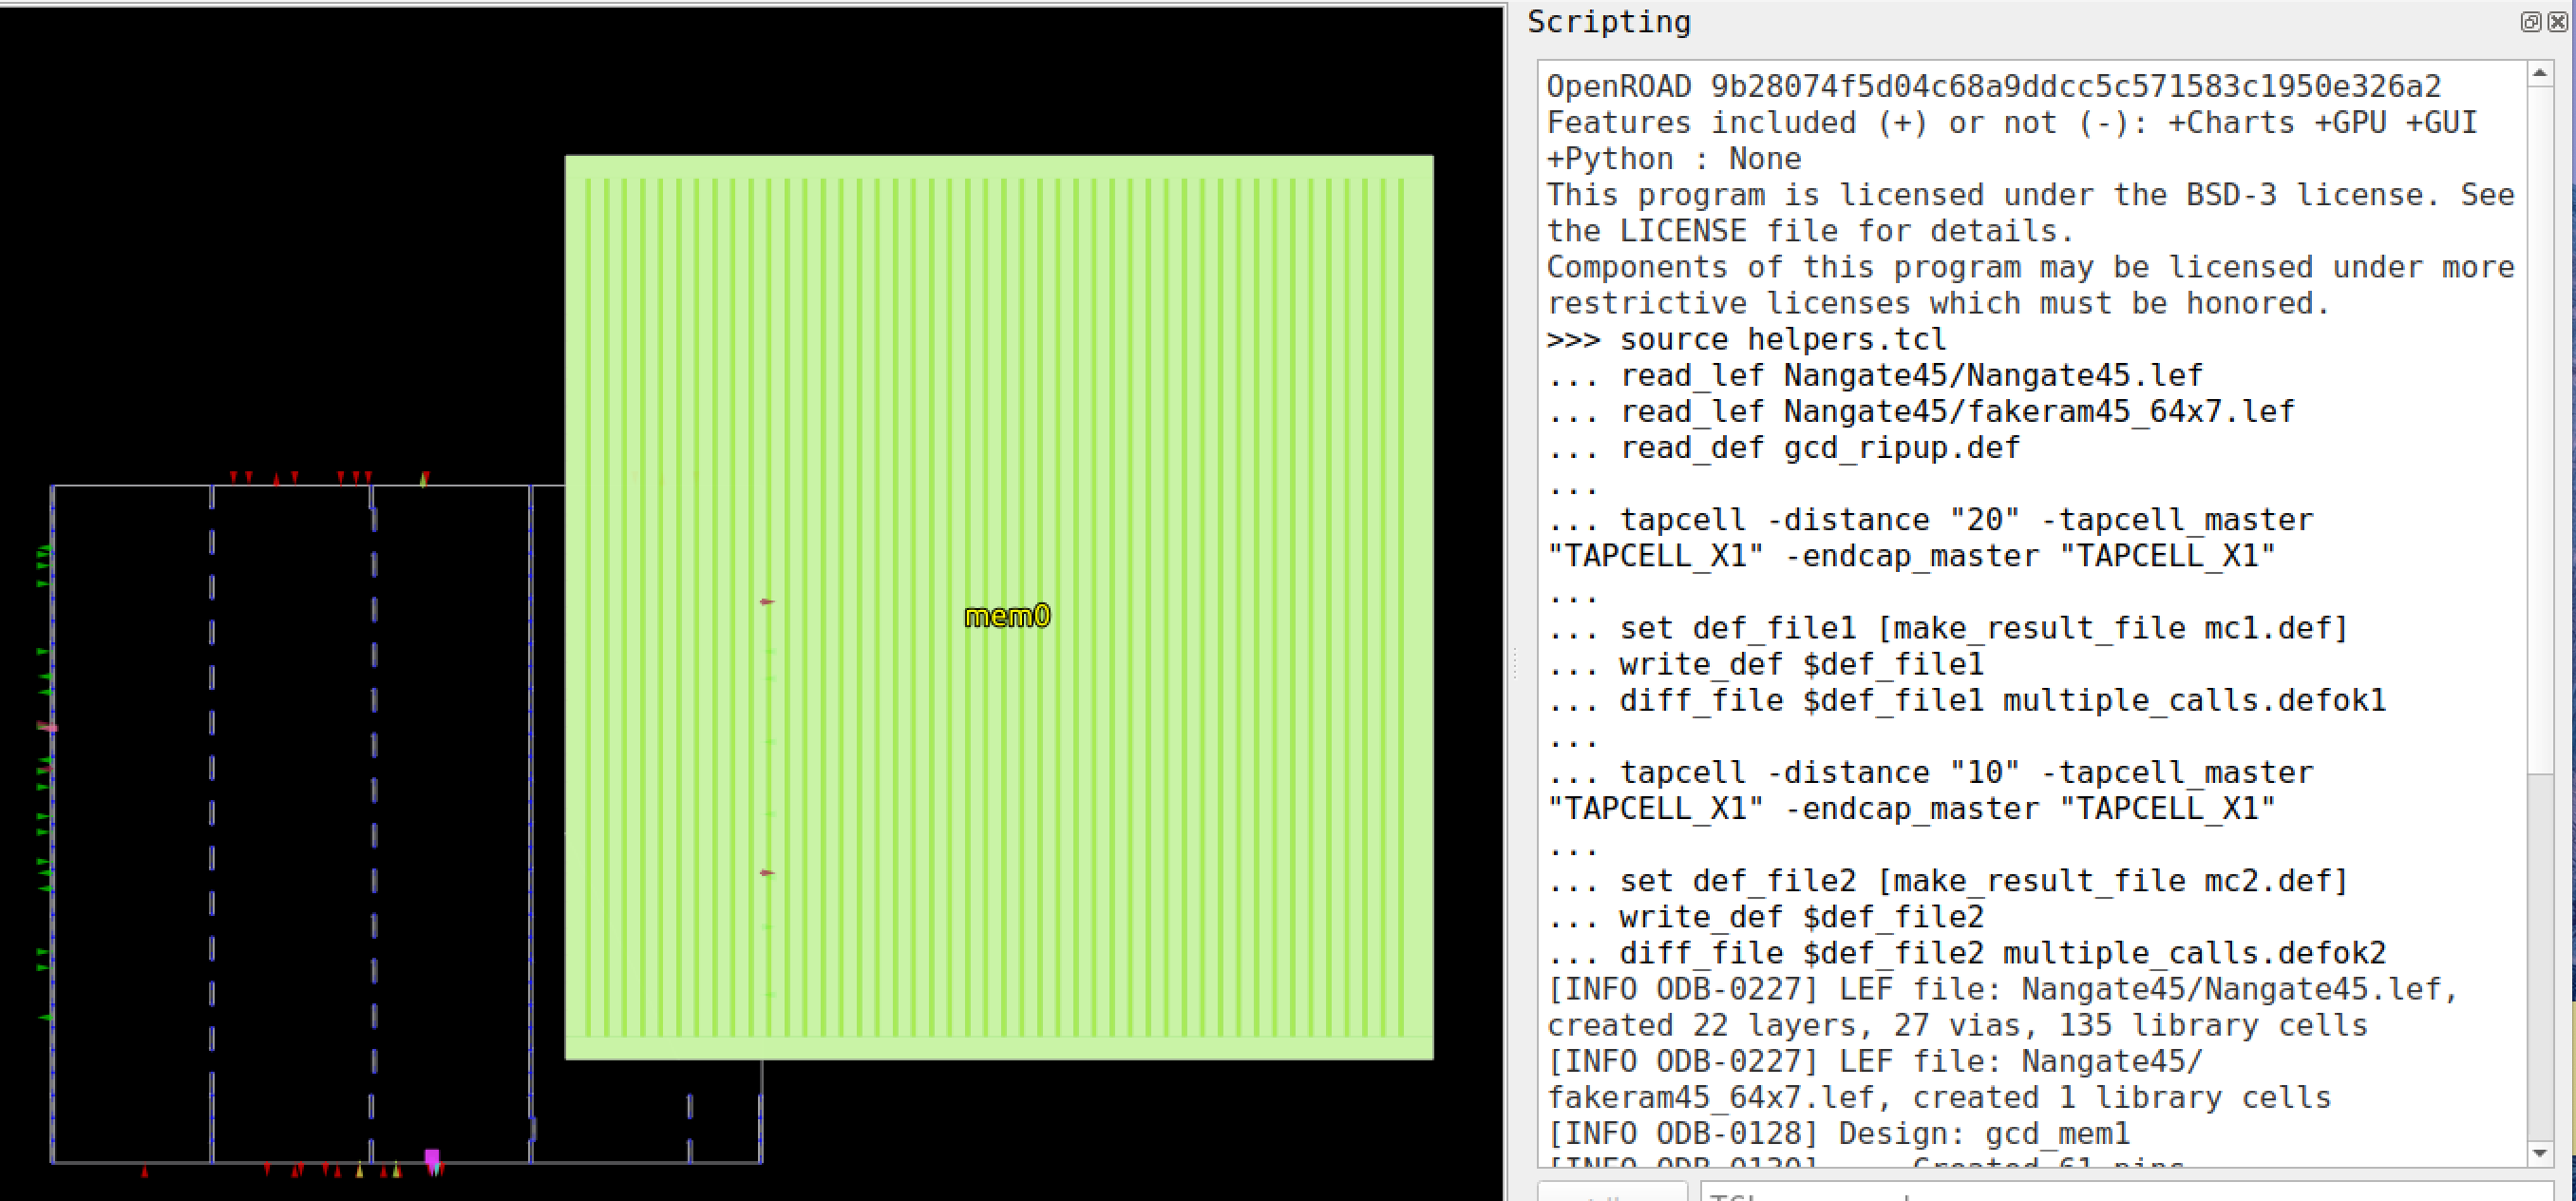 Scripting
OpenROAD 9b28074f5d04c68a9ddcc5c571583c1950e326a2
Features included (+) or not (-): +Charts +GPU +GUI
+Python : None
This program is licensed under the BSD-3 license. See
the LICENSE file for details.
Components of this program may be licensed under more
restrictive licenses which must be honored.
>>> source helpers.tcl
... read_lef Nangate45/Nangate45.lef
... read_lef Nangate45/fakeram45_64x7.lef
... read_def gcd_ripup.def
...
... tapcell -distance "20" -tapcell_master
"TAPCELL_X1" -endcap_master "TAPCELL_X1"
...
... set def_file1 [make_result_file mc1.def]
... write_def $def_file1
... diff_file $def_file1 multiple_calls.defok1
...
... tapcell -distance "10" -tapcell_master
"TAPCELL_X1" -endcap_master "TAPCELL_X1"
...
... set def_file2 [make_result_file mc2.def]
... write_def $def_file2
... diff_file $def_file2 multiple_calls.defok2
[INFO ODB-0227] LEF file: Nangate45/Nangate45.lef,
created 22 layers, 27 vias, 135 library cells
[INFO ODB-0227] LEF file: Nangate45/
fakeram45_64x7.lef, created 1 library cells
[INFO ODB-0128] Design: gcd_mem1
[INFO ODB-0130] Created 61 pins
mem0